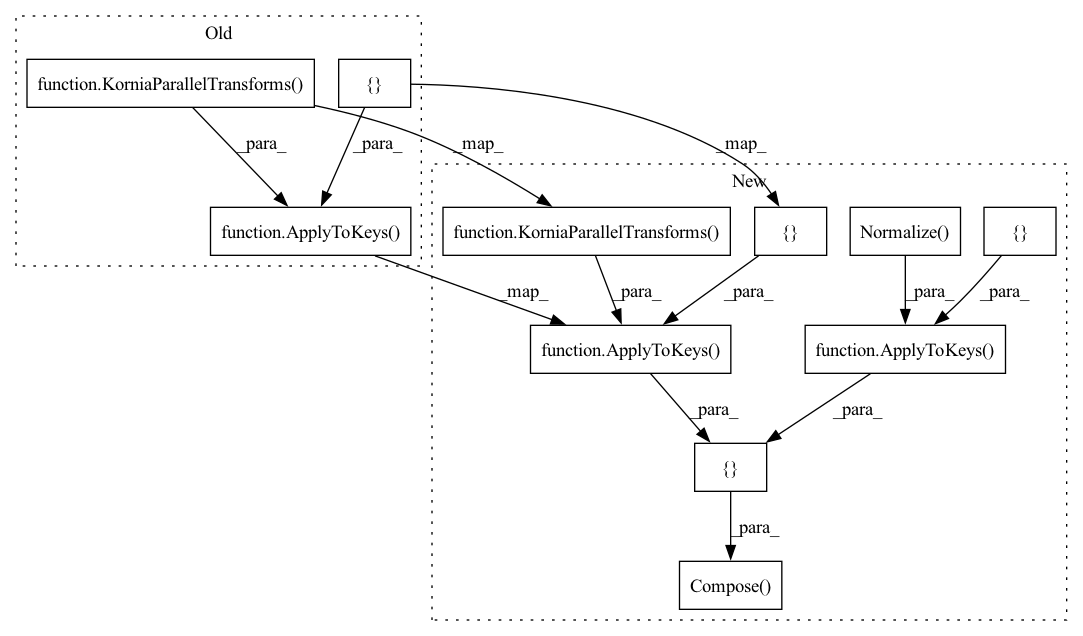 Old
function.KorniaParallelTransforms()
{}
_para_
_para_
_map_
_map_
New
function.ApplyToKeys()
function.KorniaParallelTransforms()
{}
Normalize()
{}
_map_
_para_
_para_
_para_
_para_
function.ApplyToKeys()
function.ApplyToKeys()
_para_
_para_
{}
_para_
Compose()